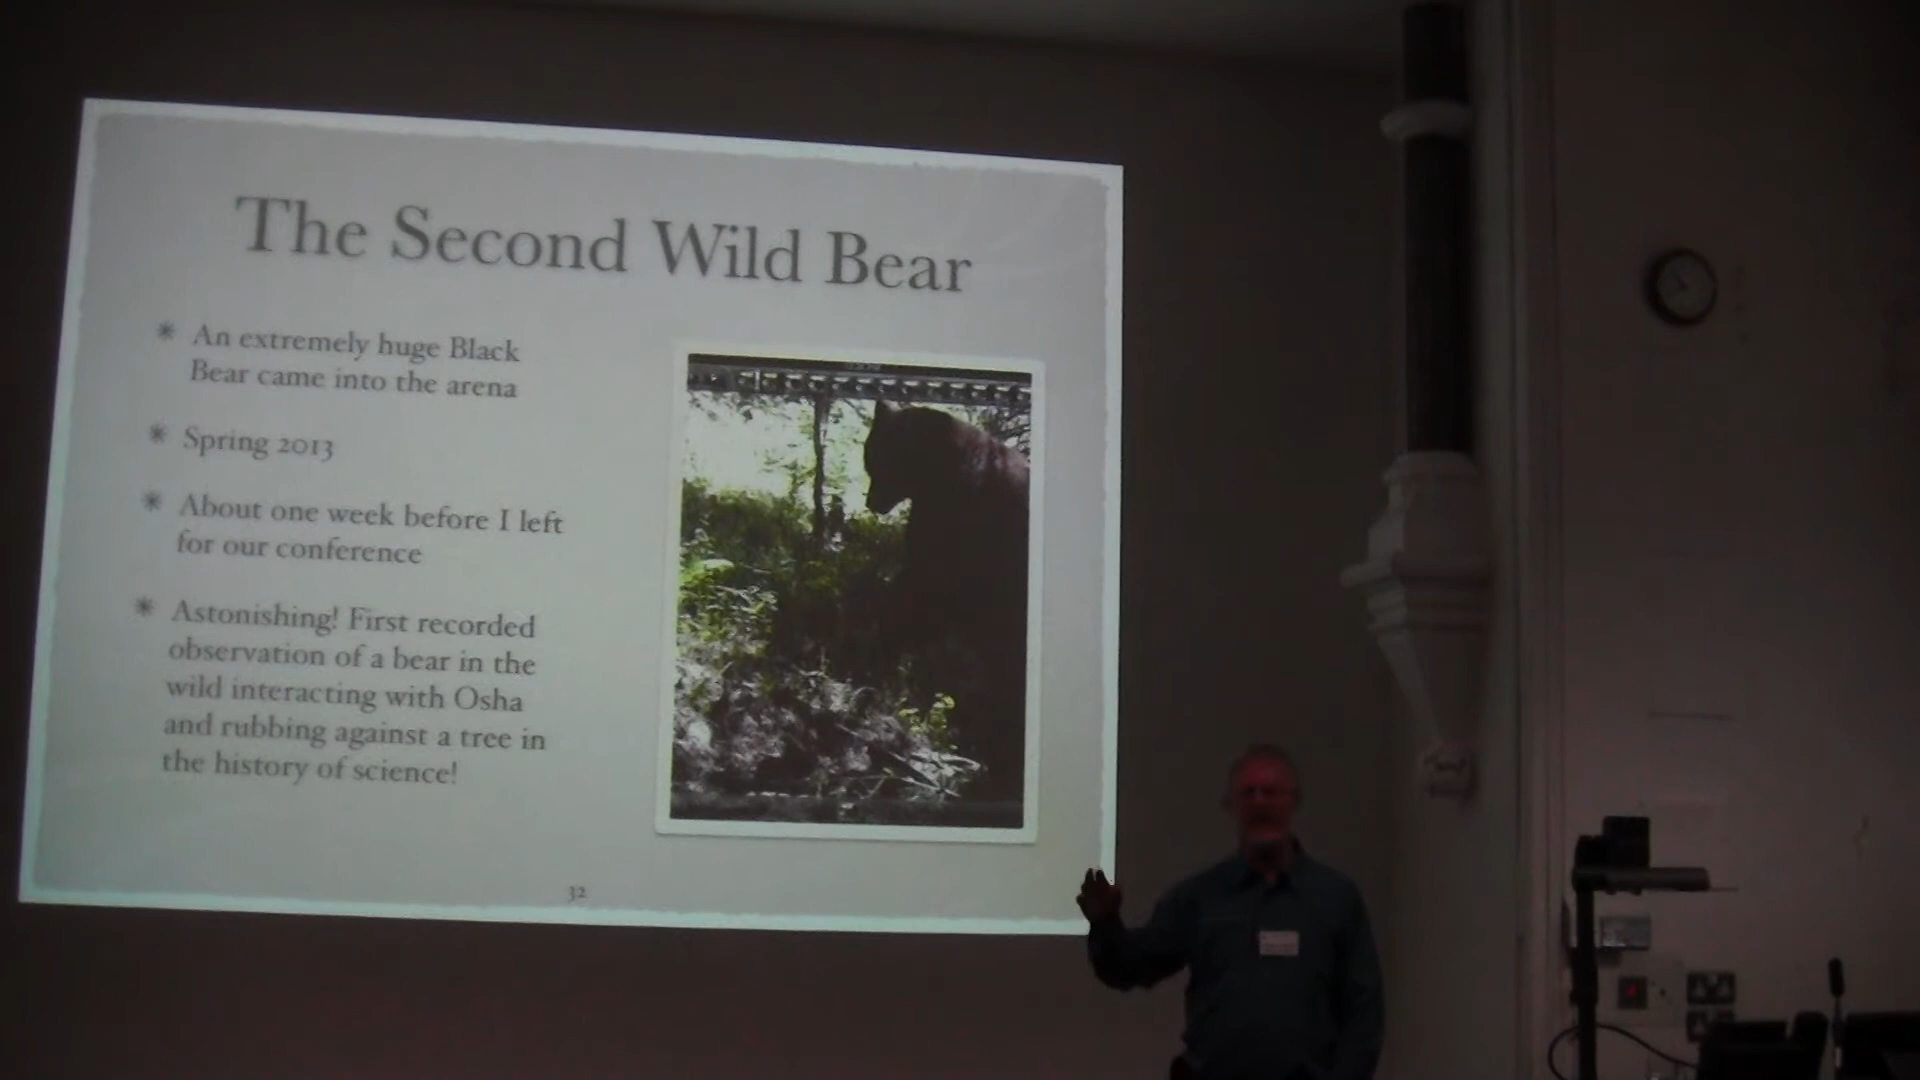 The Second Wild Bear
* An extremely huge Black
Bear came into the arena
* Spring 2013
* About one week before I left
for our conference
* Astonishing! First recorded
observation of a bear in the
wild interacting with Osha
and rubbing against a tree in
the history of science!
32